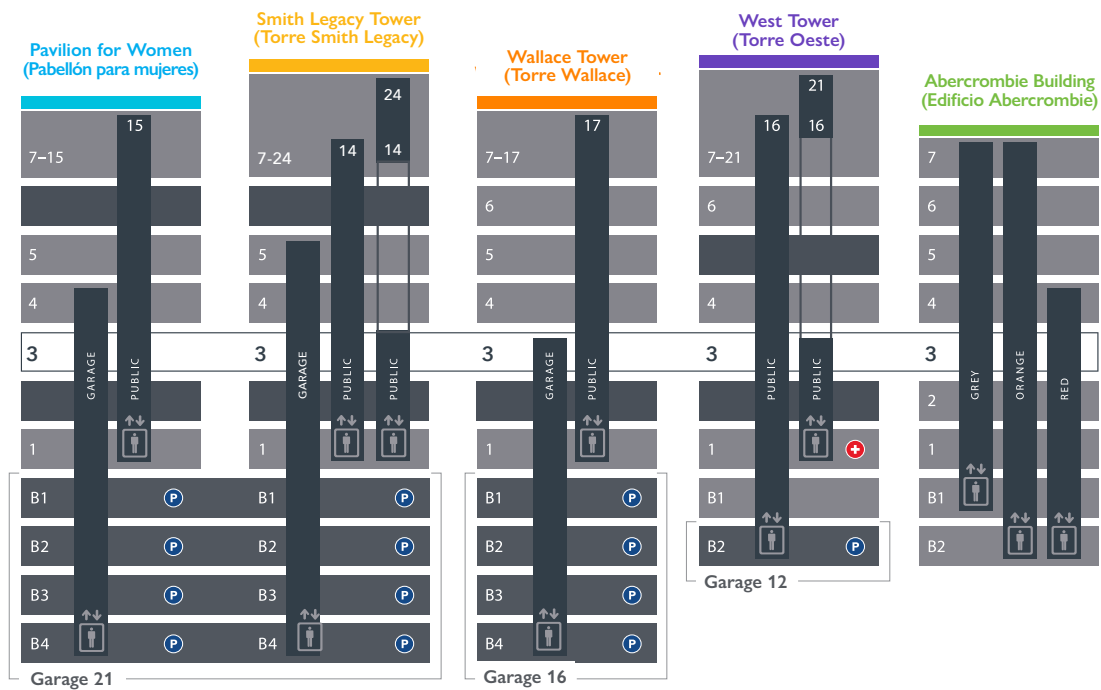 Pavilion for Women
(Pabellón para mujeres)
15
7–15
5
4
3
GARAGE
PUBLIC
1
B1 P
B2 P
B3 P
B4 P
Garage 21
Smith Legacy Tower
(Torre Smith Legacy)
24
14
14
7-24
5
4
3
GARAGE
PUBLIC
PUBLIC
1
B1 P
B2 P
B3 P
B4 P
Wallace Tower
(Torre Wallace)
17
7–17
6
5
4
3
GARAGE
PUBLIC
1
B1 P
B2 P
B3 P
B4 P
Garage 16
West Tower
(Torre Oeste)
21
16
16
7–21
6
4
3
PUBLIC
PUBLIC
1
B1
B2 P
Garage 12
Abercrombie Building
(Edificio Abercrombie)
7
6
5
4
3
GREY
ORANGE
RED
2
1
B1
B2